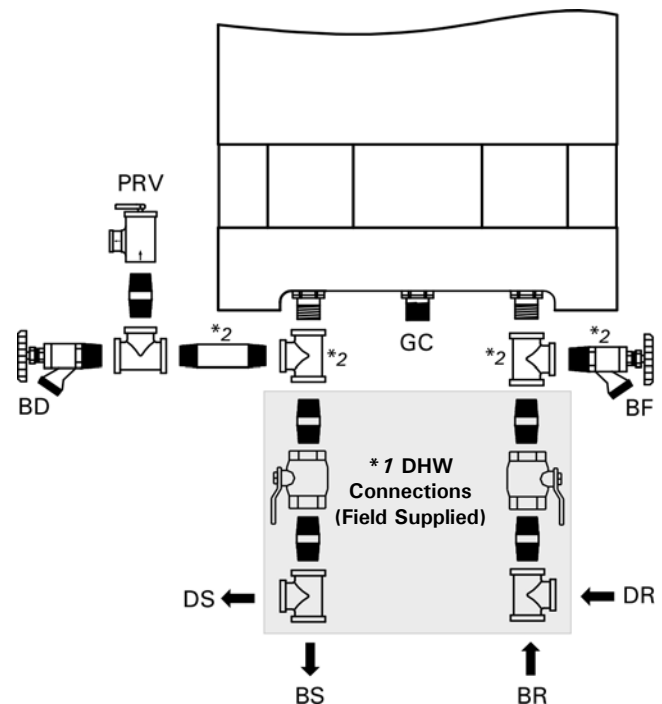 PRV
*2
*2
GC
*2
*2
BD
BF
*1 DHW
Connections
(Field Supplied)
DS
DR
BS
BR